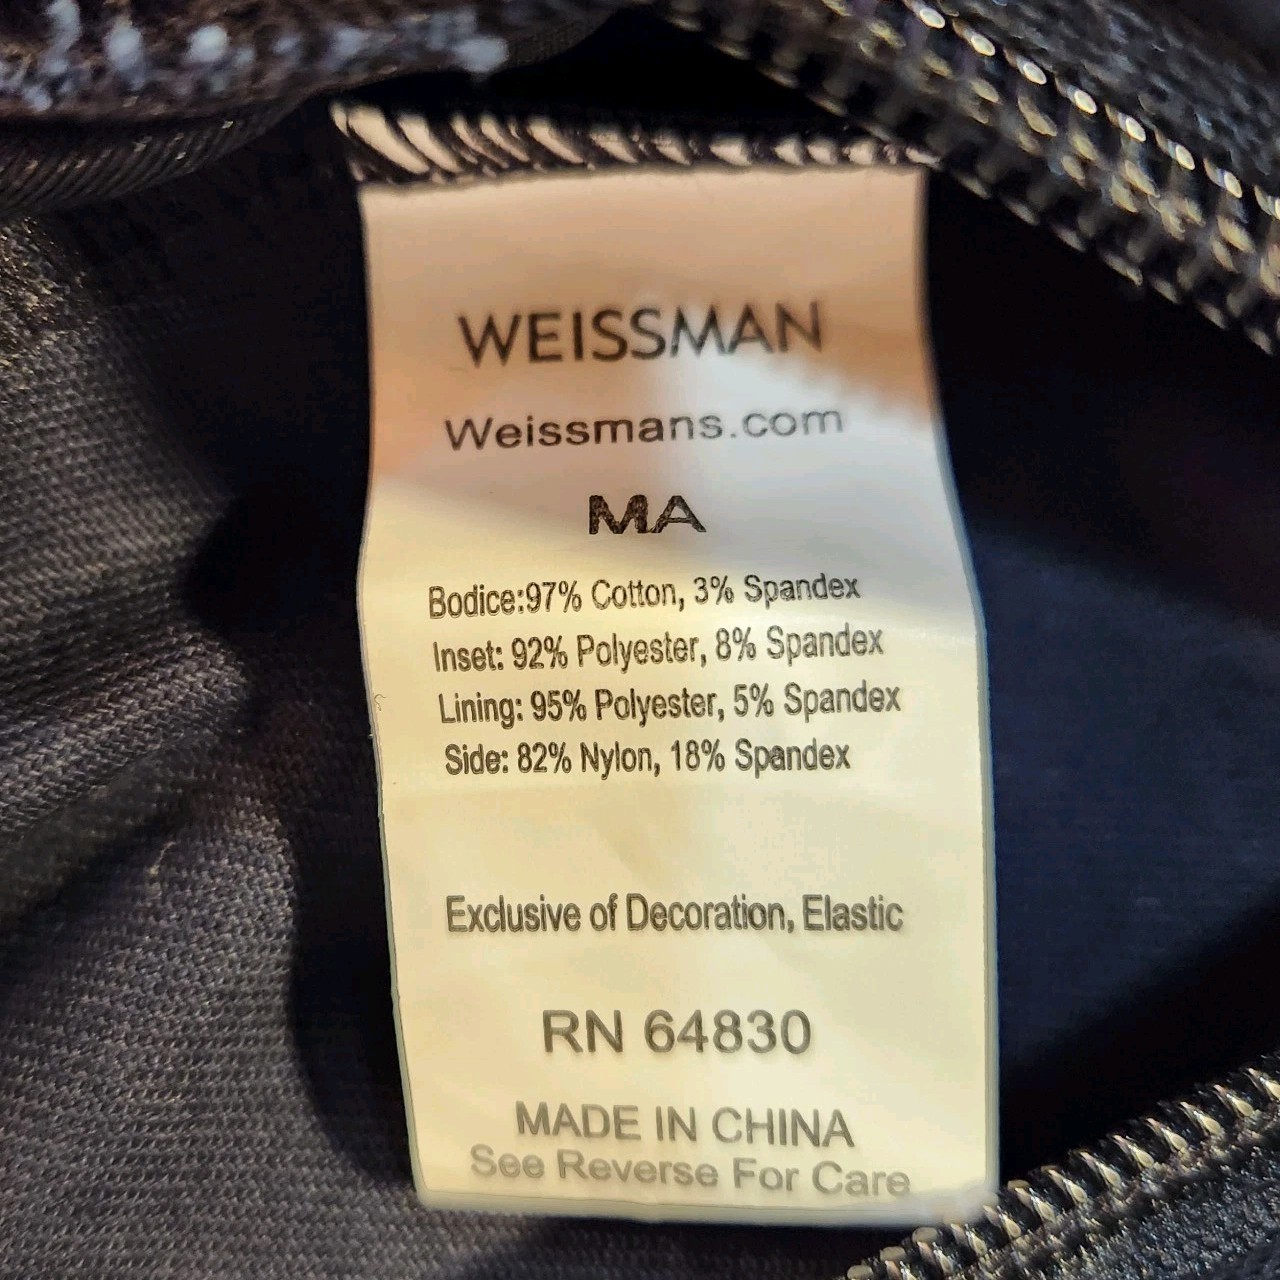 WEISSMAN
Weissmans.com
MA
Bodice:97% Cotton, 3% Spandex
Inset: 92% Polyester, 8% Spandex
Lining: 95% Polyester, 5% Spandex
Side: 82% Nylon, 18% Spandex
Exclusive of Decoration, Elastic
RN 64830
MADE IN CHINA
See Reverse For Care